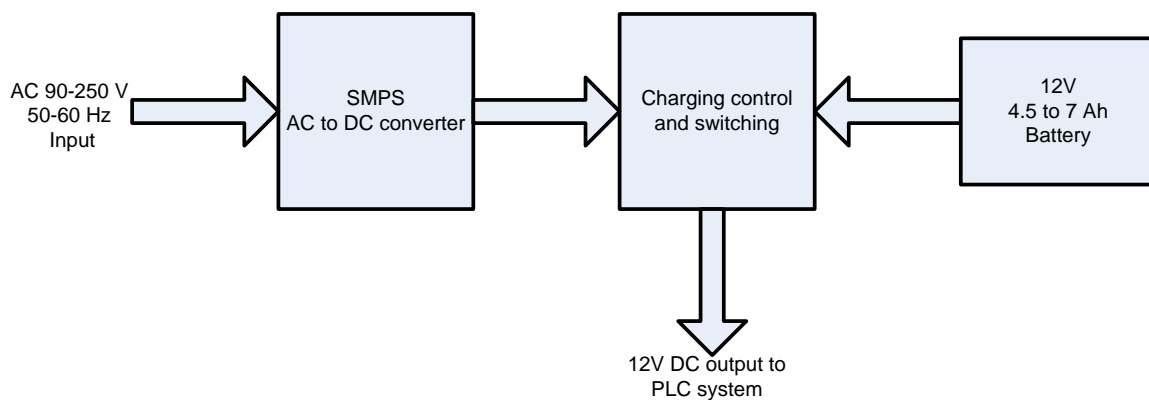 AC 90-250 V
50-60 Hz
Input
SMPS
AC to DC converter
Charging control
and switching
12V
4.5 to 7 Ah
Battery
12V DC output to
PLC system